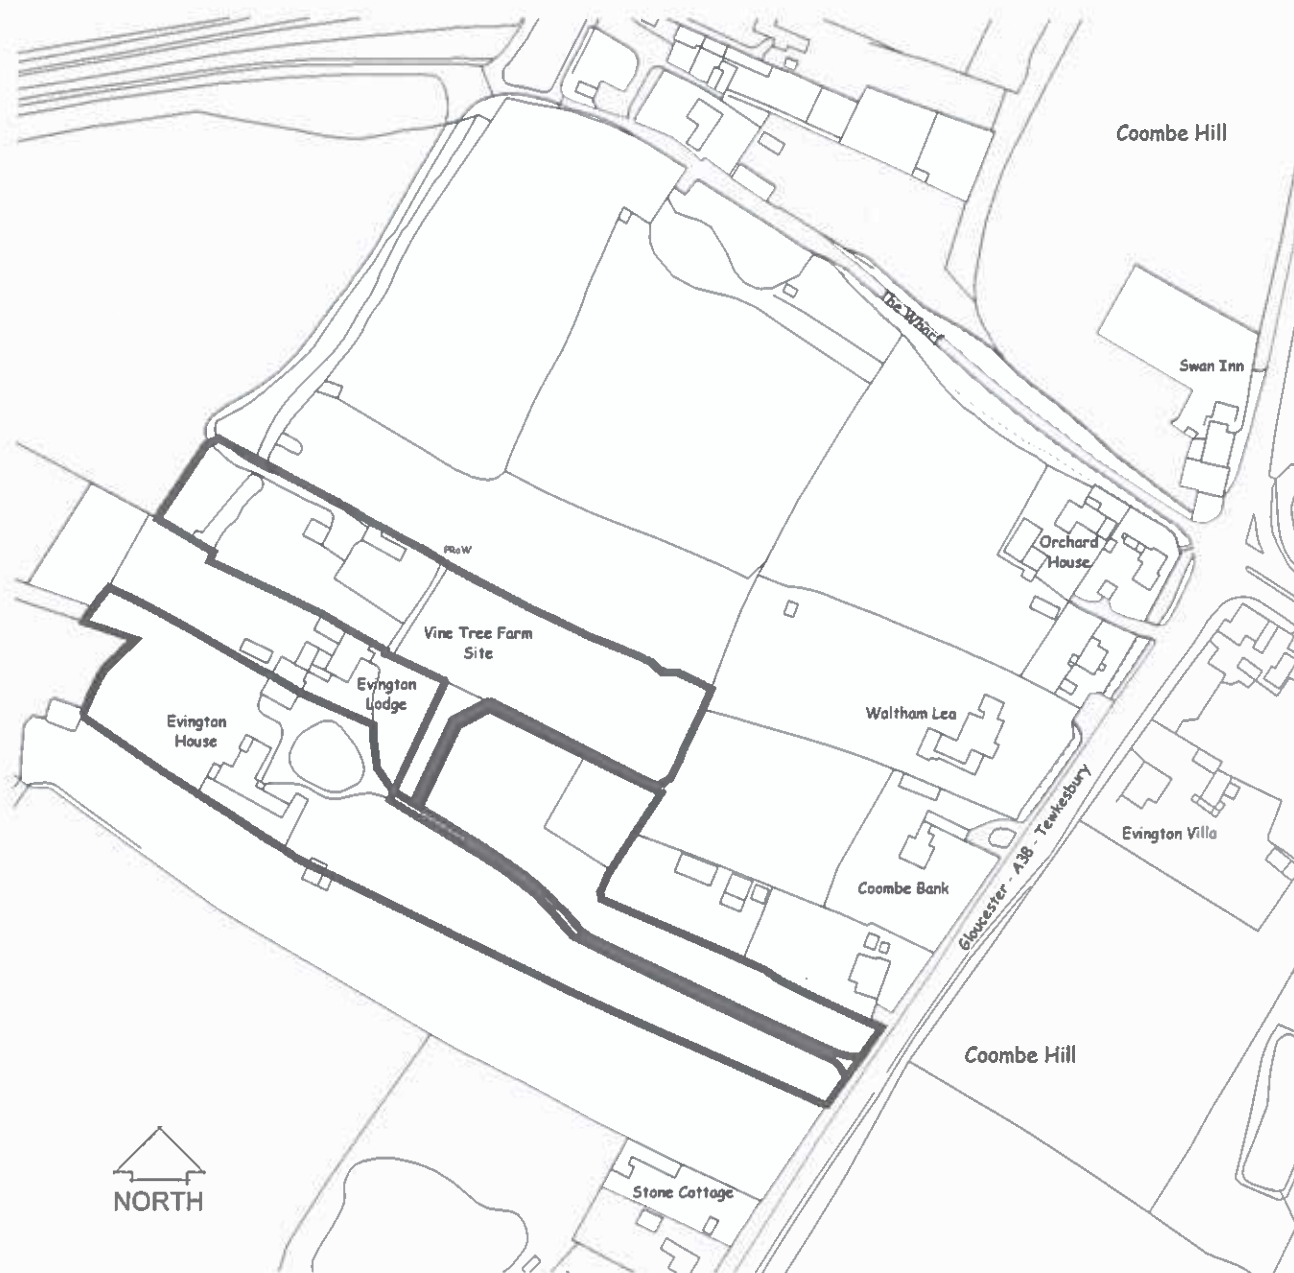 Coombe Hill
The Wharf
Swan Inn
Orchard
House
PRoW
Vine Tree Farm
Site
Evington
Lodge
Evington
House
Waltham Lea
Evington Villa
Coombe Bank
Gloucester - A38 - Tewkesbury
Coombe Hill
Stone Cottage
NORTH